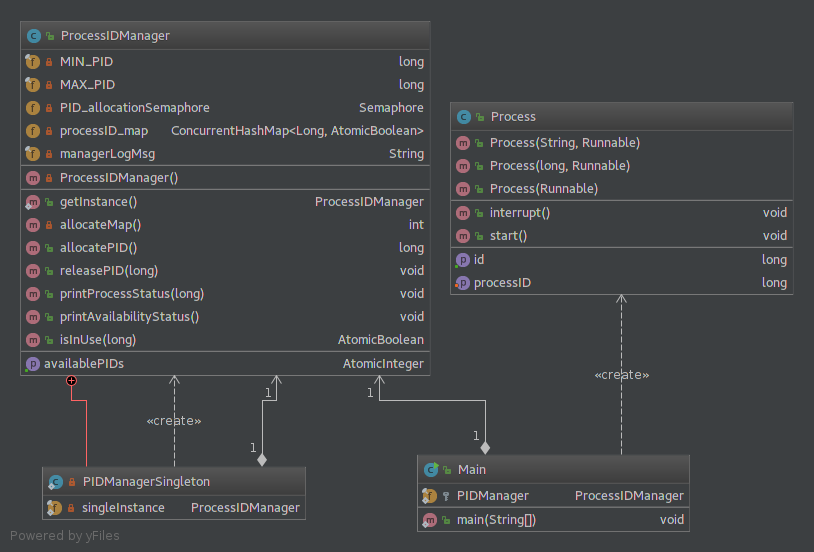 ProcessIDManager
MIN_PID long
MAX_PID long
PID_allocationSemaphore Semaphore
processID_map ConcurrentHashMap<Long, AtomicBoolean>
managerLogMsg String
ProcessIDManager()
getInstance() ProcessIDManager
allocateMap() int
allocatePID() long
releasePID(long) void
printProcessStatus(long) void
printAvailabilityStatus() void
isInUse(long) AtomicBoolean
availablePIDs AtomicInteger
Process
Process(String, Runnable)
Process(long, Runnable)
Process(Runnable)
interrupt() void
start() void
id long
processID long
«create»
1
1
1
1
«create»
PIDManagerSingleton
singleInstance ProcessIDManager
Main
PIDManager ProcessIDManager
main(String[]) void
Powered by yFiles